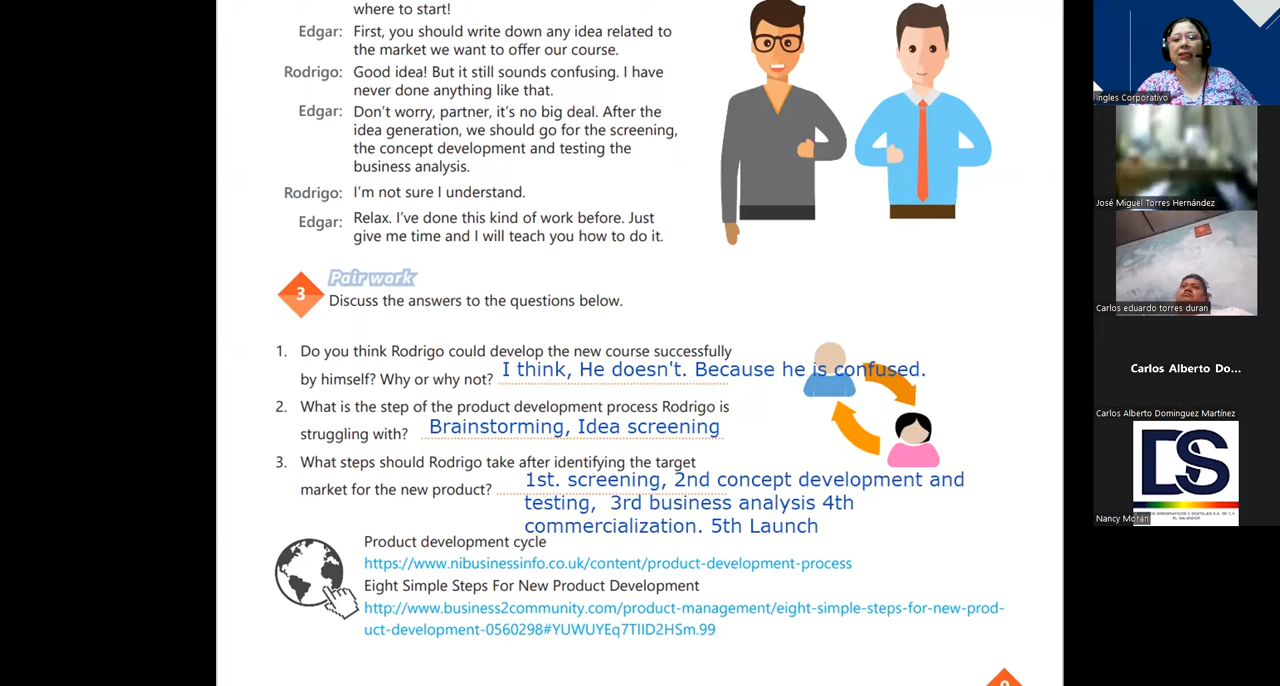 where to start!
Edgar: First, you should write down any idea related to
the market we want to offer our course.
Rodrigo: Good idea! But it still sounds confusing. I have
never done anything like that.
Edgar: Don't worry, partner, it's no big deal. After the
idea generation, we should go for the screening,
the concept development and testing the
business analysis.
Rodrigo: I'm not sure I understand.
Edgar: Relax. I've done this kind of work before. Just
give me time and I will teach you how to do it.
3
Pair work
Discuss the answers to the questions below.
1. Do you think Rodrigo could develop the new course successfully
by himself? Why or why not? I think, He doesn't. Because he is confused.
2. What is the step of the product development process Rodrigo is
struggling with? Brainstorming, Idea screening
3. What steps should Rodrigo take after identifying the target
market for the new product? 1st. screening, 2nd concept development and
testing, 3rd business analysis 4th
commercialization. 5th Launch
Product development cycle
https://www.nibusinessinfo.co.uk/content/product-development-process
Eight Simple Steps For New Product Development
http://www.business2community.com/product-management/eight-simple-steps-for-new-prod-
uct-development-0560298#YUWUYEq7TIID2HSm.99
Ingles Corporativo
José Miguel Torres Hernández
Carlos eduardo torres duran
Carlos Alberto Do...
Carlos Alberto Dominguez Martínez
DS
EL SALVADOR
Nancy Moran